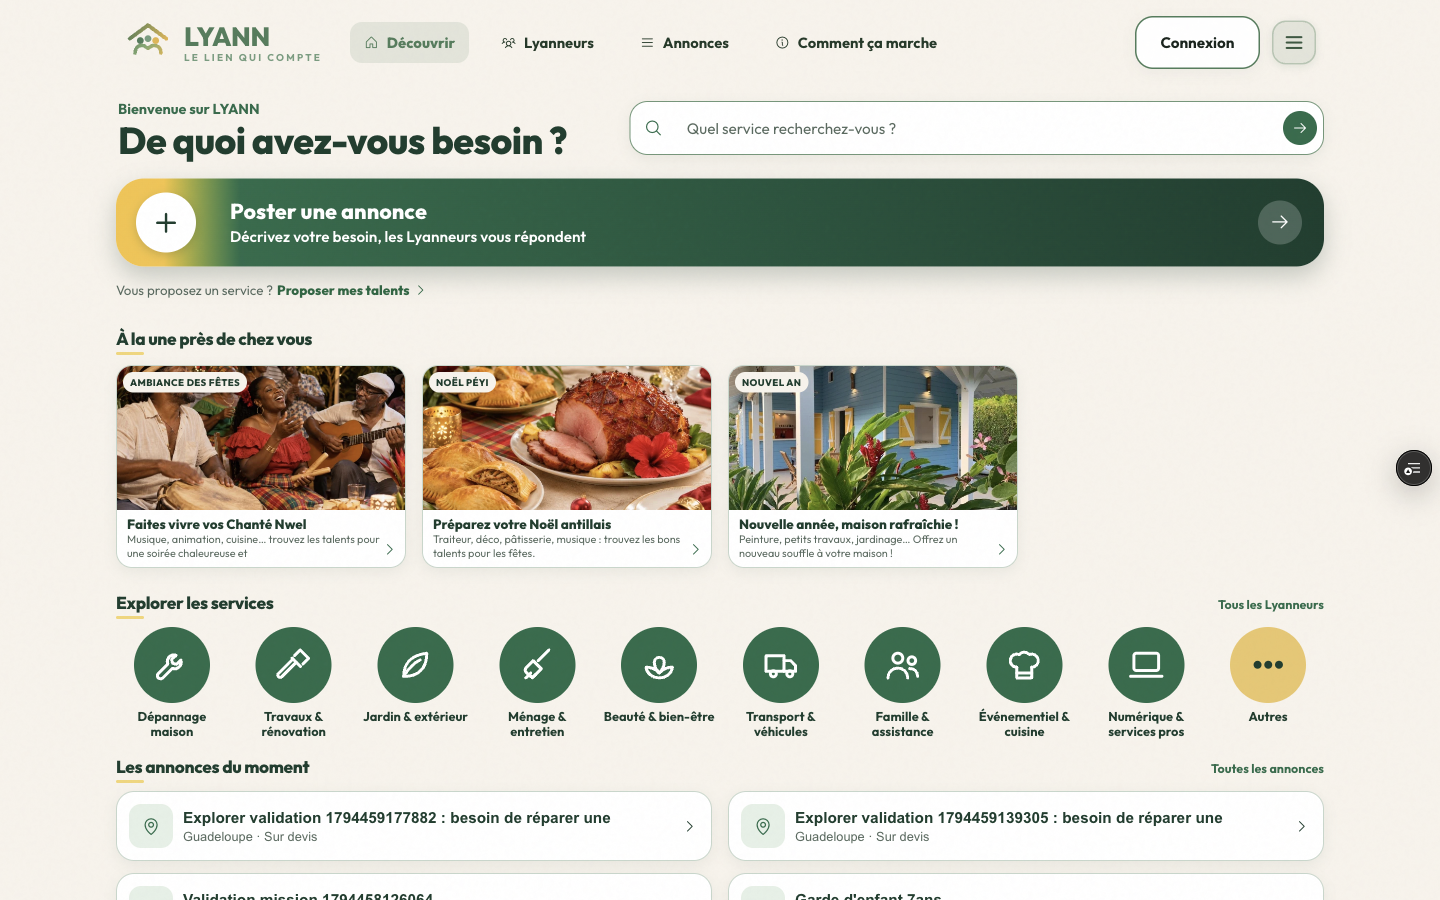 LYANN
LE LIEN QUI COMPTE
Découvrir
Lyanneurs
Annonces
Comment ça marche
Connexion
Bienvenue sur LYANN
De quoi avez-vous besoin ?
Quel service recherchez-vous ?
Poster une annonce
Décrivez votre besoin, les Lyanneurs vous répondent
Vous proposez un service ? Proposer mes talents
À la une près de chez vous
AMBIANCE DES FÊTES
Faites vivre vos Chanté Nwel
Musique, animation, cuisine... trouvez les talents pour
une soirée chaleureuse et
NOËL PÉYI
Préparez votre Noël antillais
Traiteur, déco, pâtisserie, musique : trouvez les bons
talents pour les fêtes.
NOUVEL AN
Nouvelle année, maison rafraîchie !
Peinture, petits travaux, jardinage... Offrez un
nouveau souffle à votre maison !
Explorer les services
Tous les Lyanneurs
Dépannage
maison
Travaux &
rénovation
Jardin & extérieur
Ménage &
entretien
Beauté & bien-être
Transport &
véhicules
Famille &
assistance
Événementiel &
cuisine
Numérique &
services pros
Autres
Les annonces du moment
Toutes les annonces
Explorer validation 1794459177882 : besoin de réparer une
Guadeloupe · Sur devis
Explorer validation 1794459139305 : besoin de réparer une
Guadeloupe · Sur devis
Validation mission 1794458126064
Garde d'enfant 7ans